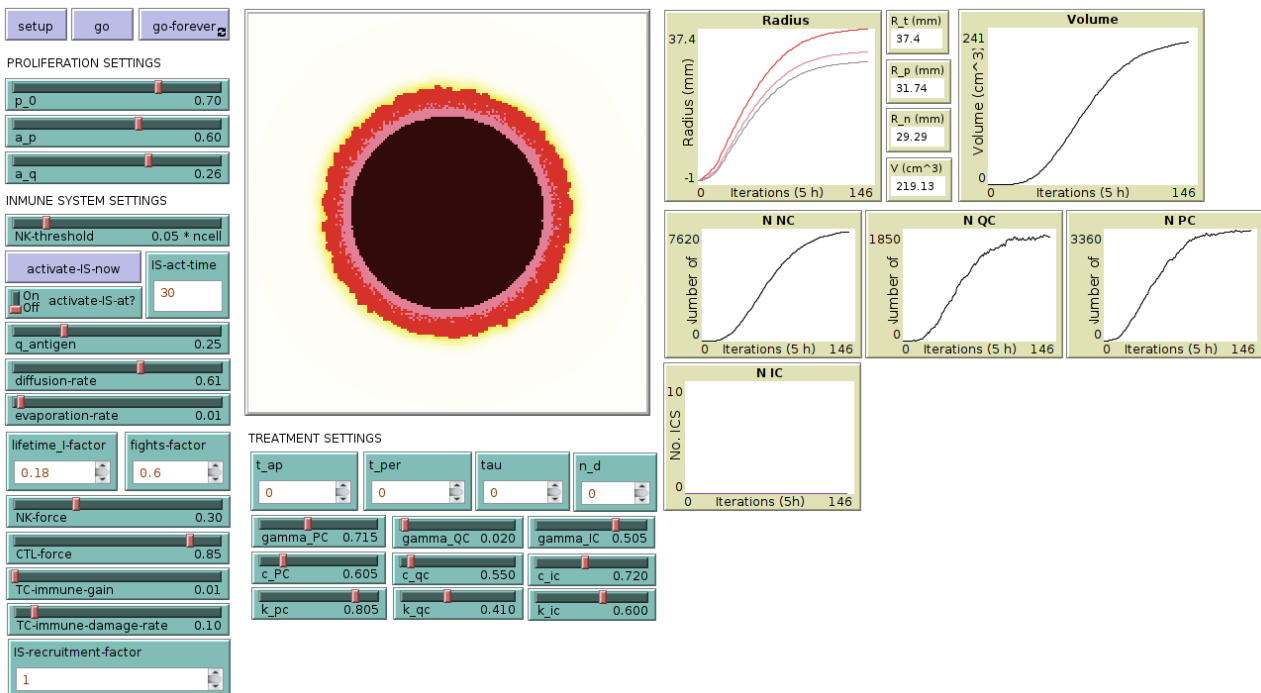 setup
go
go-forever
PROLIFERATION SETTINGS
p_0 0.70
a_p 0.60
a_q 0.26
INMUNE SYSTEM SETTINGS
NK-threshold 0.05 * ncell
activate-IS-now
IS-act-time
30
On
Off
activate-IS-at?
q_antigen 0.25
diffusion-rate 0.61
evaporation-rate 0.01
lifetime_I-factor
0.18
fights-factor
0.6
NK-force 0.30
CTL-force 0.85
TC-immune-gain 0.01
TC-immune-damage-rate 0.10
IS-recruitment-factor
1
TREATMENT SETTINGS
t_ap
0
t_per
0
tau
0
n_d
0
gamma_PC 0.715
gamma_QC 0.020
gamma_IC 0.505
c_PC 0.605
c_qc 0.550
c_ic 0.720
k_pc 0.805
k_qc 0.410
k_ic 0.600
Radius
37.4
Radius (mm)
-1
0
Iterations (5 h)
146
R_t (mm)
37.4
R_p (mm)
31.74
R_n (mm)
29.29
V (cm^3)
219.13
Volume
241
Volume (cm^3)
0
0
Iterations (5 h)
146
N NC
7620
Number of
0
0
Iterations (5 h)
146
N QC
1850
Number of
0
0
Iterations (5 h)
146
N PC
3360
Number of
0
0
Iterations (5 h)
146
N IC
10
No. ICS
0
0
Iterations (5h)
146